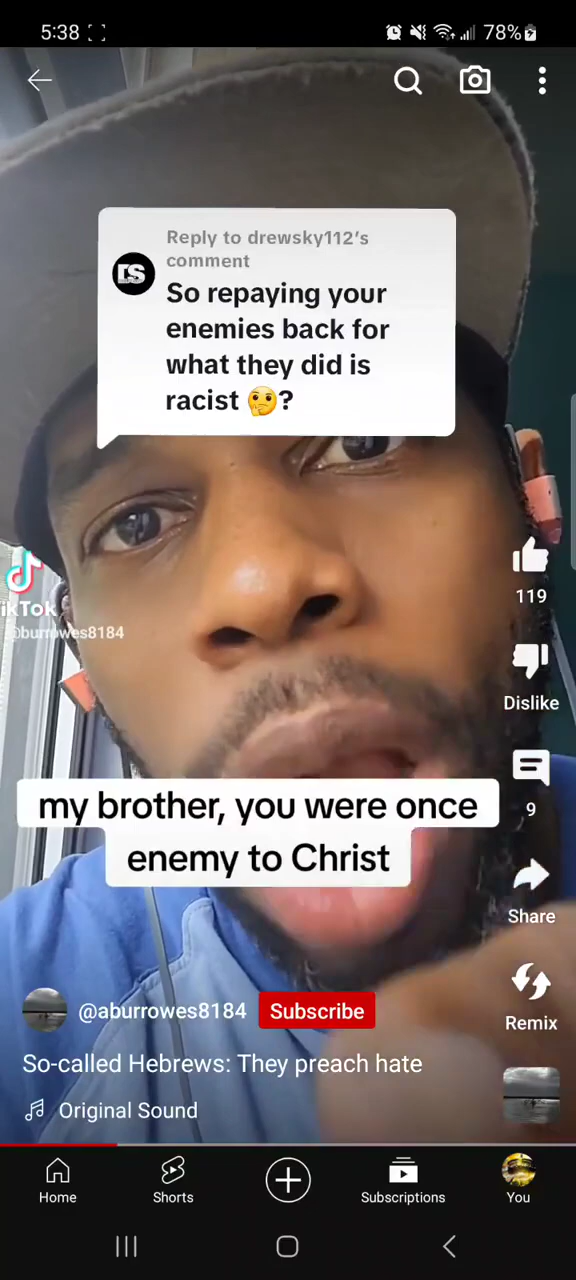 5:38
78%
Reply to drewsky112's
comment
So repaying your
enemies back for
what they did is
racist 🤔?
IS
119
Dislike
ikTok
@burrowes8184
my brother, you were once
enemy to Christ
9
Share
@aburrowes8184 Subscribe
Remix
So-called Hebrews: They preach hate
Original Sound
Home Shorts Subscriptions You